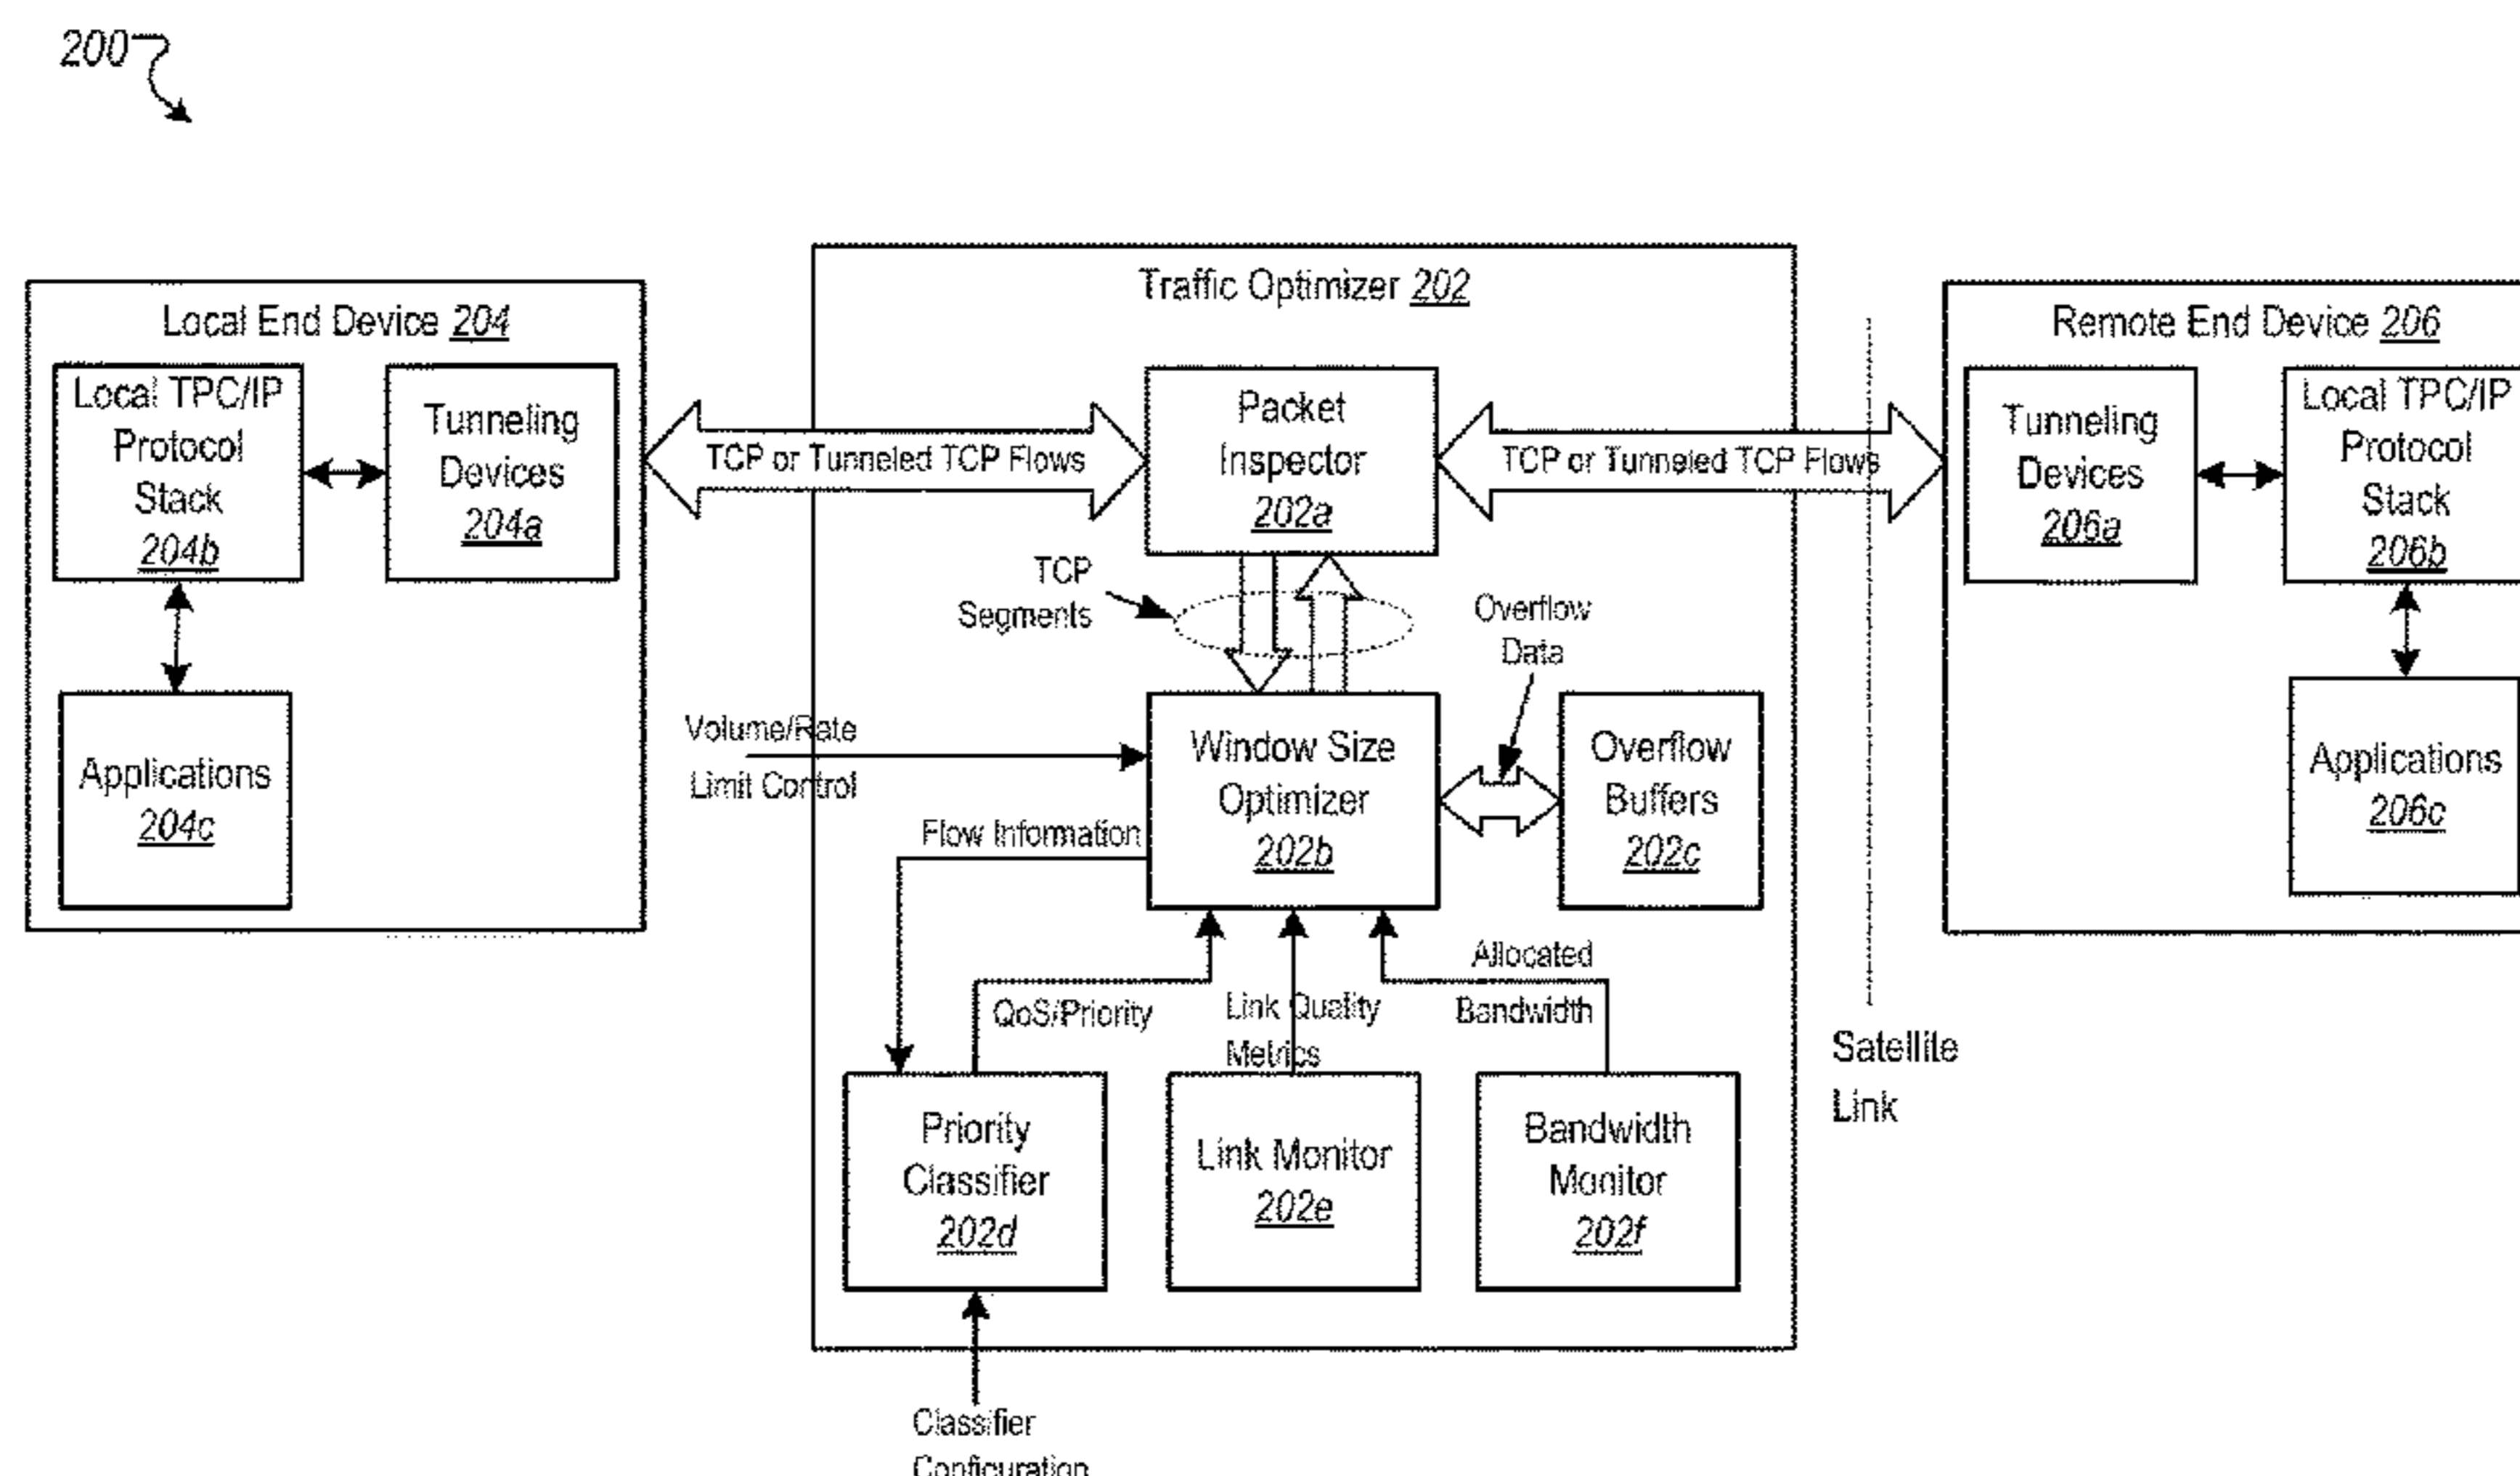 200
Local End Device 204
Local TPC/IP
Protocol
Stack
204b
Tunneling
Devices
204a
Applications
204c
Traffic Optimizer 202
TCP or Tunneled TCP Flows
Packet
Inspector
202a
TCP or Tunneled TCP Flows
TCP
Segments
Overflow
Data
Volume/Rate
Limit Control
Window Size
Optimizer
202b
Overflow
Buffers
202c
Flow Information
QoS/Priority
Link Quality
Metrics
Allocated
Bandwidth
Priority
Classifier
202d
Link Monitor
202e
Bandwidth
Monitor
202f
Classifier
Configuration
Satellite
Link
Remote End Device 206
Tunneling
Devices
206a
Local TPC/IP
Protocol
Stack
206b
Applications
206c